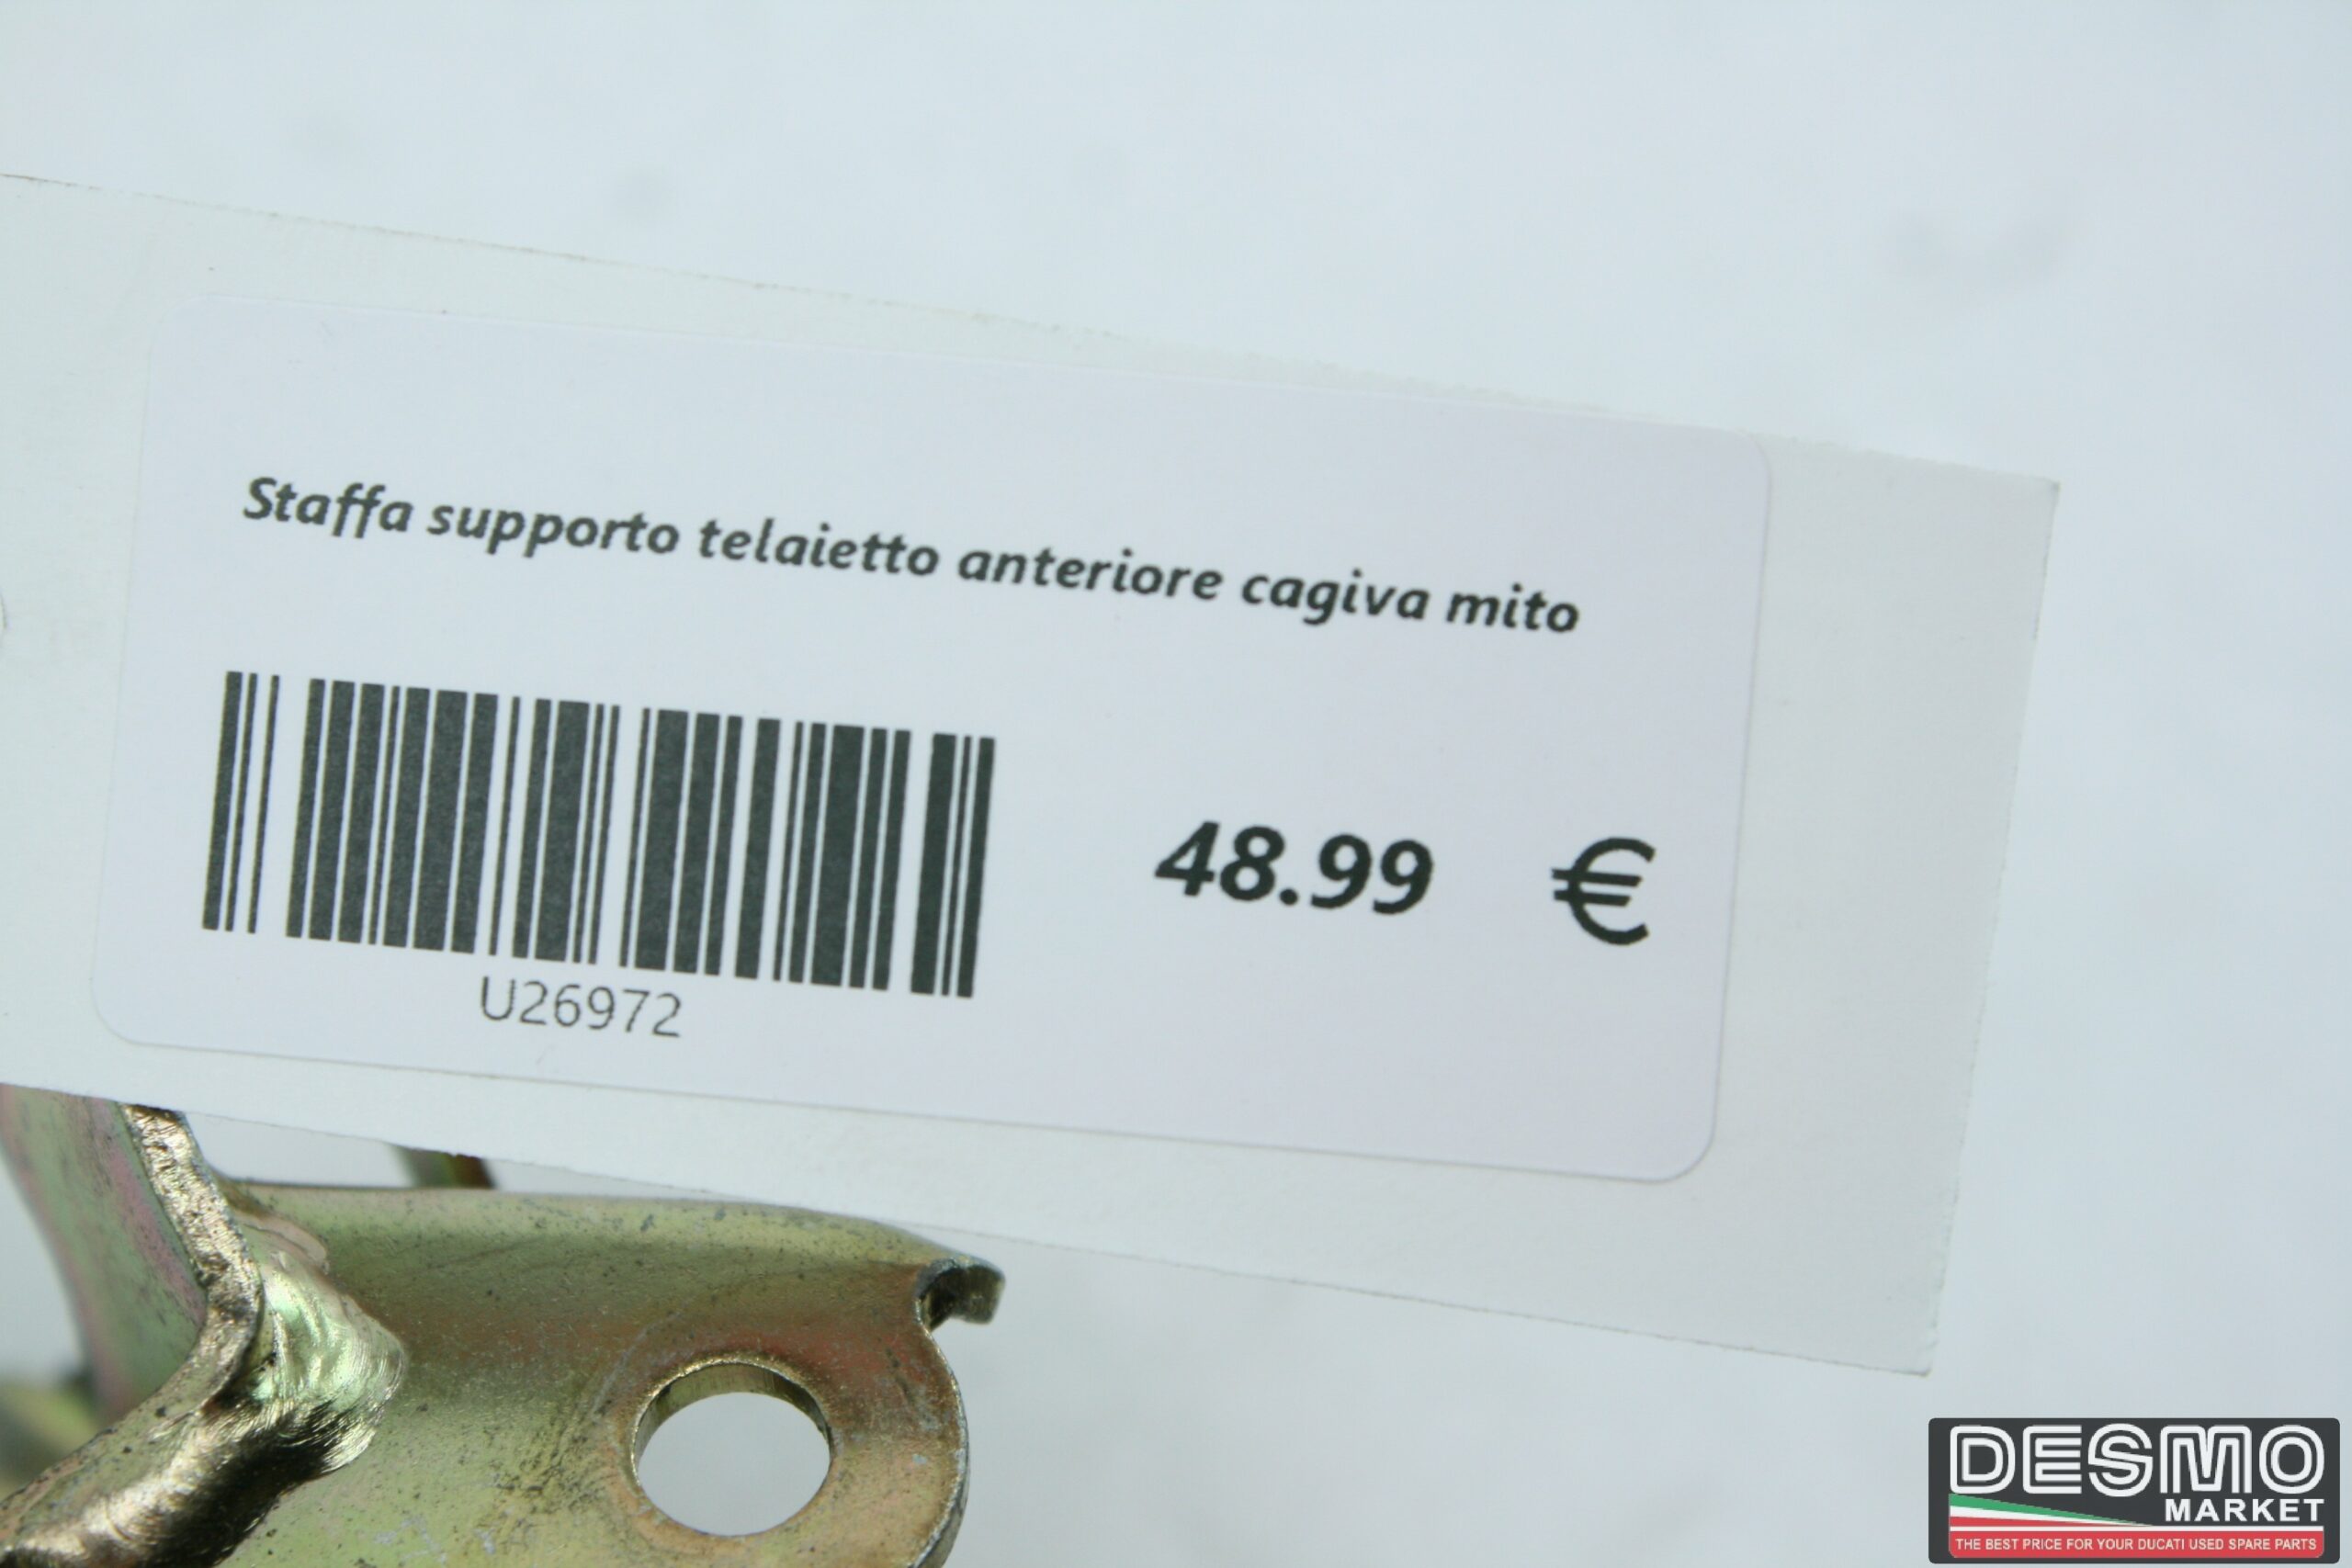 Staffa supporto telaietto anteriore cagiva mito
48.99 €
U26972
DESMO
MARKET
THE BEST PRICE FOR YOUR DUCATI USED SPARE PARTS